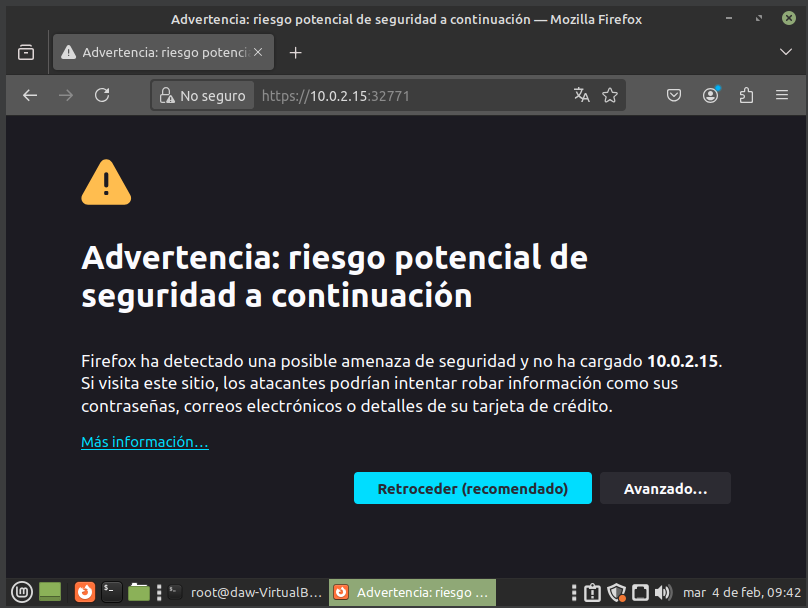 Advertencia: riesgo potencial de seguridad a continuación — Mozilla Firefox
Advertencia: riesgo potenci
No seguro
https://10.0.2.15:32771
Advertencia: riesgo potencial de
seguridad a continuación
Firefox ha detectado una posible amenaza de seguridad y no ha cargado 10.0.2.15.
Si visita este sitio, los atacantes podrían intentar robar información como sus
contraseñas, correos electrónicos o detalles de su tarjeta de crédito.
Más información…
Retroceder (recomendado)
Avanzado…
root@daw-VirtualB…
Advertencia: riesgo …
mar 4 de feb, 09:42